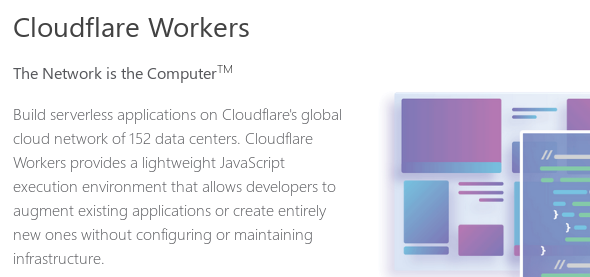 Cloudflare Workers
The Network is the Computer™
Build serverless applications on Cloudflare's global
cloud network of 152 data centers. Cloudflare
Workers provides a lightweight JavaScript
execution environment that allows developers to
augment existing applications or create entirely
new ones without configuring or maintaining
infrastructure.
//
}
}
}
//